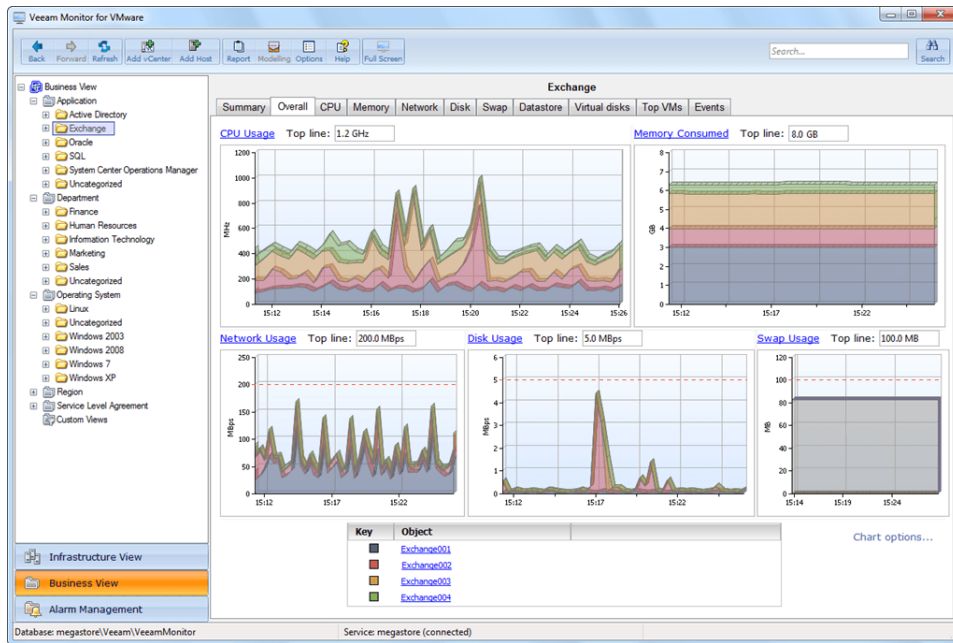 Veeam Monitor for VMware
Back Forward Refresh Add vCenter Add Host Report Modelling Options Help Full Screen Search... Search
Business View
Application
Active Directory
Exchange
Oracle
SQL
System Center Operations Manager
Uncategorized
Department
Finance
Human Resources
Information Technology
Marketing
Sales
Uncategorized
Operating System
Linux
Uncategorized
Windows 2003
Windows 2008
Windows 7
Windows XP
Region
Service Level Agreement
Custom Views
Infrastructure View
Business View
Alarm Management
Exchange
Summary Overall CPU Memory Network Disk Swap Datastore Virtual disks Top VMs Events
CPU Usage Top line: 1.2 GHz
1200
1000
800
600
400
200
0
MHz
15:12 15:14 15:16 15:18 15:20 15:22 15:24 15:26
Memory Consumed Top line: 8.0 GB
8
7
6
5
4
3
2
1
0
GB
15:12 15:17 15:22
Network Usage Top line: 200.0 MBps
250
200
150
100
50
0
MBps
15:12 15:17 15:22
Disk Usage Top line: 5.0 MBps
6
5
4
3
2
1
0
MBps
15:12 15:17 15:22
Swap Usage Top line: 100.0 MB
120
100
80
60
40
20
0
MB
15:14 15:19 15:24
Key Object
Exchange001
Exchange002
Exchange003
Exchange004
Chart options...
Database: megastore\Veeam\VeeamMonitor Service: megastore (connected)